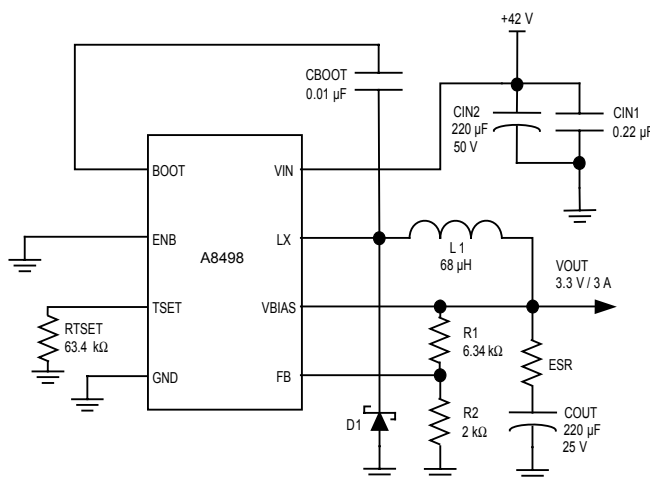 +42 V
CBOOT
0.01 µF
CIN2
220 µF
50 V
CIN1
0.22 µF
BOOT
VIN
ENB
LX
A8498
L1
68 µH
VOUT
3.3 V / 3 A
TSET
VBIAS
RTSET
63.4 kΩ
R1
6.34 kΩ
ESR
GND
FB
D1
R2
2 kΩ
COUT
220 µF
25 V